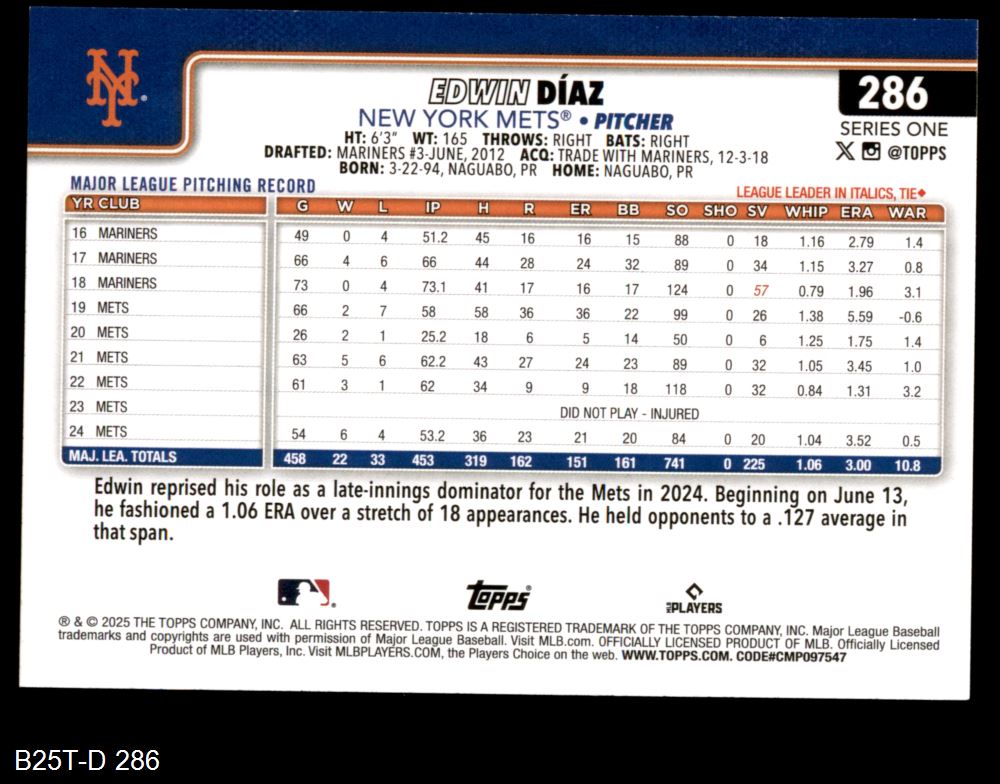 NY
EDWIN DÍAZ
286
NEW YORK METS® • PITCHER
SERIES ONE
HT: 6'3" WT: 165 THROWS: RIGHT BATS: RIGHT
DRAFTED: MARINERS #3-JUNE, 2012 ACQ: TRADE WITH MARINERS, 12-3-18
@TOPPS
BORN: 3-22-94, NAGUABO, PR HOME: NAGUABO, PR
MAJOR LEAGUE PITCHING RECORD
LEAGUE LEADER IN ITALICS, TIE◆
YR CLUB G W L IP H R ER BB SO SHO SV WHIP ERA WAR
16 MARINERS 49 0 4 51.2 45 16 16 15 88 0 18 1.16 2.79 1.4
17 MARINERS 66 4 6 66 44 28 24 32 89 0 34 1.15 3.27 0.8
18 MARINERS 73 0 4 73.1 41 17 16 17 124 0 57 0.79 1.96 3.1
19 METS 66 2 7 58 58 36 36 22 99 0 26 1.38 5.59 -0.6
20 METS 26 2 1 25.2 18 6 5 14 50 0 6 1.25 1.75 1.4
21 METS 63 5 6 62.2 43 27 24 23 89 0 32 1.05 3.45 1.0
22 METS 61 3 1 62 34 9 9 18 118 0 32 0.84 1.31 3.2
23 METS DID NOT PLAY - INJURED
24 METS 54 6 4 53.2 36 23 21 20 84 0 20 1.04 3.52 0.5
MAJ. LEA. TOTALS 458 22 33 453 319 162 151 161 741 0 225 1.06 3.00 10.8
Edwin reprised his role as a late-innings dominator for the Mets in 2024. Beginning on June 13,
he fashioned a 1.06 ERA over a stretch of 18 appearances. He held opponents to a .127 average in
that span.
Topps®
MLB PLAYERS
® & © 2025 THE TOPPS COMPANY, INC. ALL RIGHTS RESERVED. TOPPS IS A REGISTERED TRADEMARK OF THE TOPPS COMPANY, INC. Major League Baseball
trademarks and copyrights are used with permission of Major League Baseball. Visit MLB.com. OFFICIALLY LICENSED PRODUCT OF MLB. Officially Licensed
Product of MLB Players, Inc. Visit MLBPLAYERS.COM, the Players Choice on the web. WWW.TOPPS.COM. CODE#CMP097547
B25T-D 286